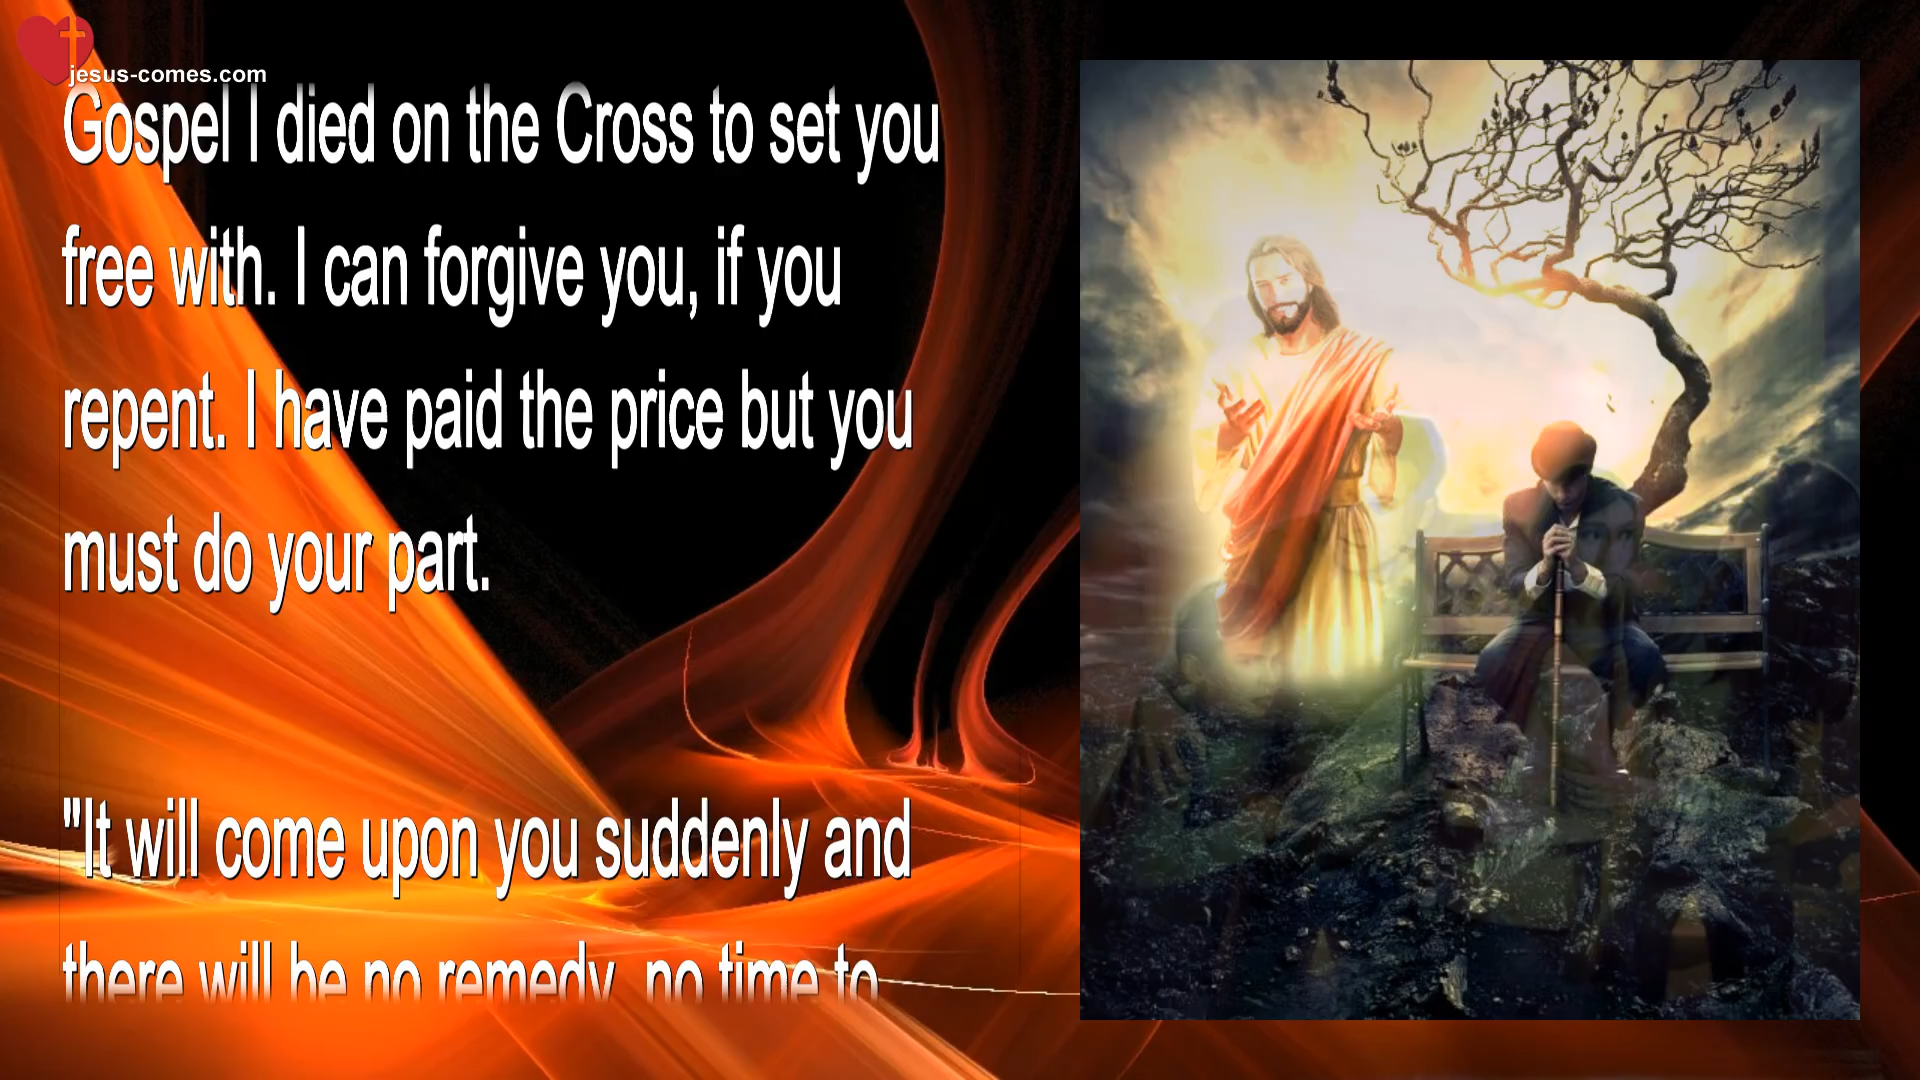 jesus-comes.com
Gospel I died on the Cross to set you
free with. I can forgive you, if you
repent. I have paid the price but you
must do your part.
"It will come upon you suddenly and
there will be no remedy, no time to